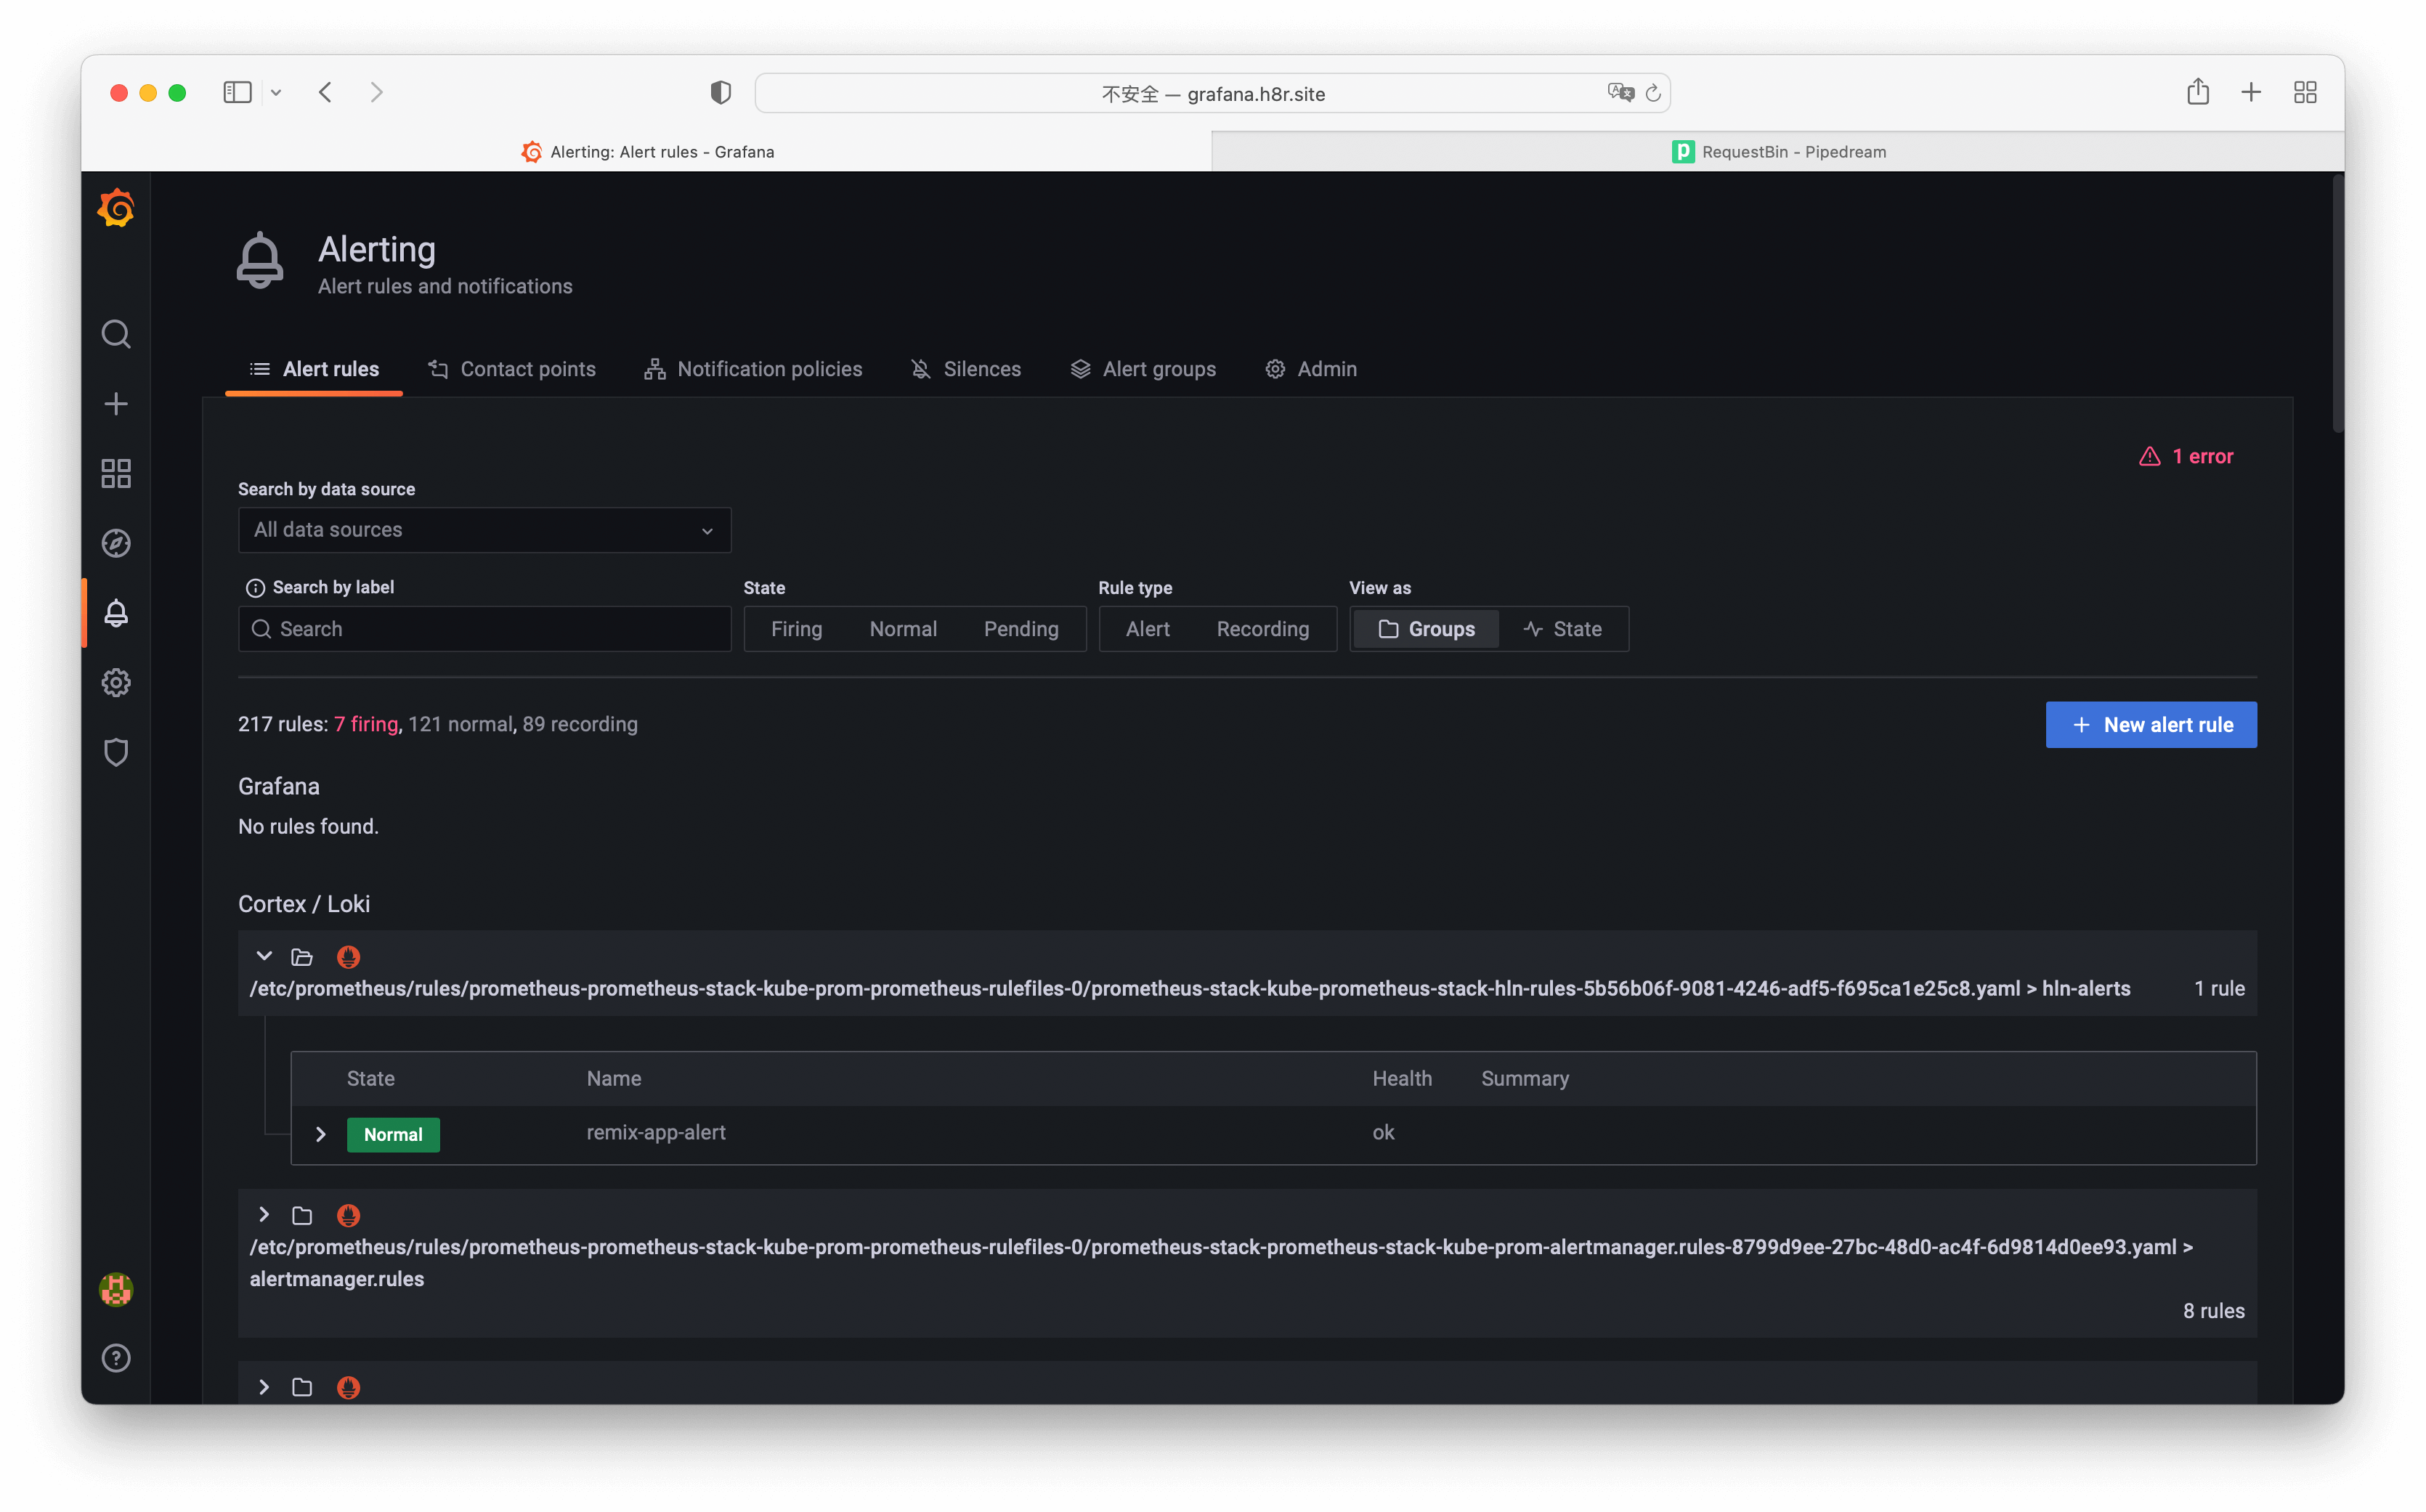 不安全 — grafana.h8r.site
Alerting: Alert rules - Grafana
RequestBin - Pipedream
Alerting
Alert rules and notifications
Alert rules
Contact points
Notification policies
Silences
Alert groups
Admin
1 error
Search by data source
All data sources
Search by label
State
Rule type
View as
Search
Firing
Normal
Pending
Alert
Recording
Groups
State
217 rules: 7 firing, 121 normal, 89 recording
New alert rule
Grafana
No rules found.
Cortex / Loki
/etc/prometheus/rules/prometheus-prometheus-stack-kube-prom-prometheus-rulefiles-0/prometheus-stack-kube-prometheus-stack-hln-rules-5b56b06f-9081-4246-adf5-f695ca1e25c8.yaml > hln-alerts
1 rule
State
Name
Health
Summary
Normal
remix-app-alert
ok
/etc/prometheus/rules/prometheus-prometheus-stack-kube-prom-prometheus-rulefiles-0/prometheus-stack-prometheus-stack-kube-prom-alertmanager.rules-8799d9ee-27bc-48d0-ac4f-6d9814d0ee93.yaml >
alertmanager.rules
8 rules